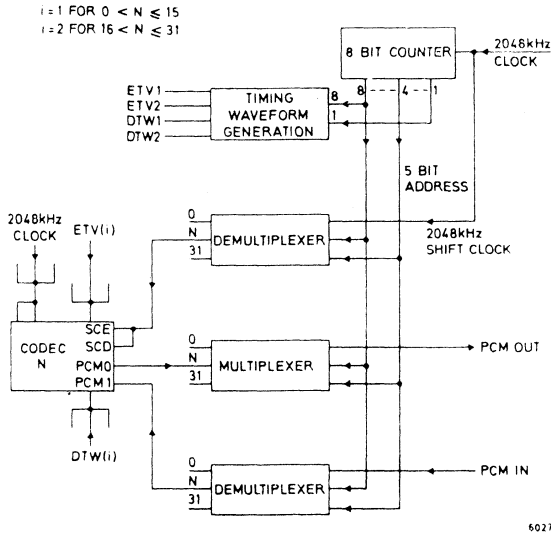 i = 1 FOR 0 < N ≤ 15
i = 2 FOR 16 < N ≤ 31
8 BIT COUNTER
2048kHz
CLOCK
8 - - - - 4 - - 1
ETV1
ETV2
DTW1
DTW2
TIMING
WAVEFORM
GENERATION
8
1
5 BIT
ADDRESS
2048kHz
CLOCK
ETV(i)
0
N
31
DEMULTIPLEXER
2048kHz
SHIFT CLOCK
CODEC
N
SCE
SCD
PCM0
PCM1
0
N
31
MULTIPLEXER
PCM OUT
DTW(i)
0
N
31
DEMULTIPLEXER
PCM IN
6027